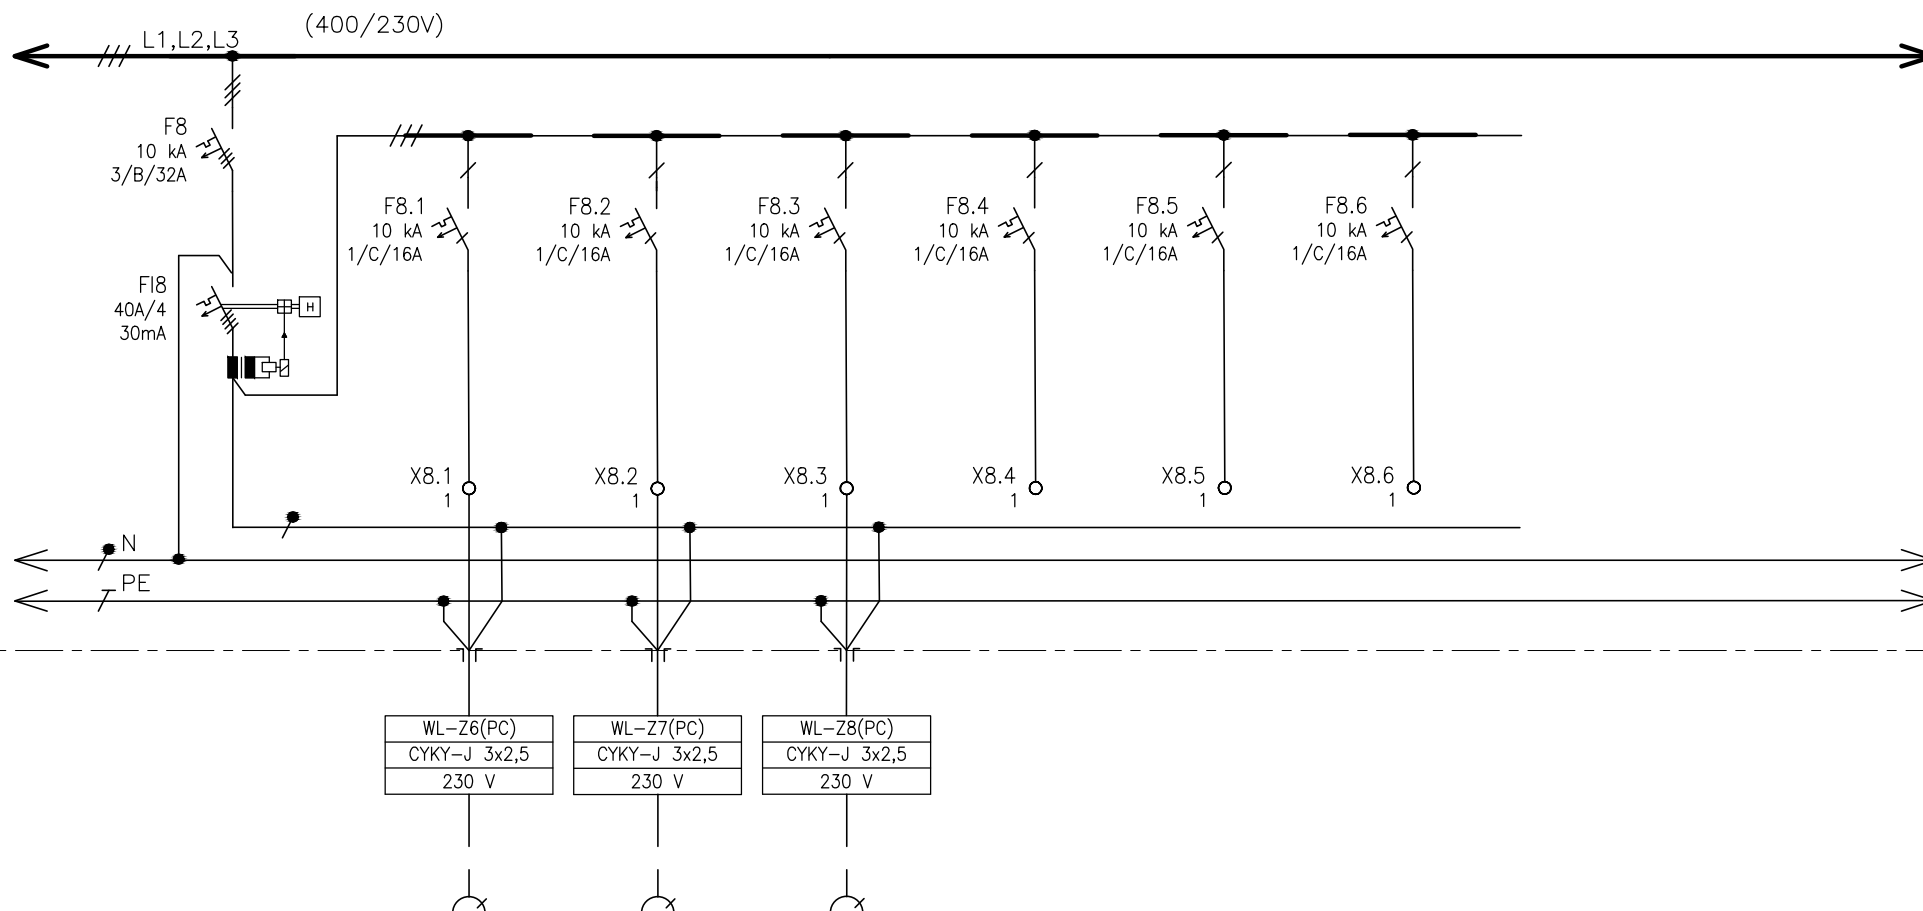 (400/230V)
L1,L2,L3
F8
10 kA
3/B/32A
F8.1
10 kA
1/C/16A
F8.2
10 kA
1/C/16A
F8.3
10 kA
1/C/16A
F8.4
10 kA
1/C/16A
F8.5
10 kA
1/C/16A
F8.6
10 kA
1/C/16A
FI8
40A/4
30mA
H
X8.1
1
X8.2
1
X8.3
1
X8.4
1
X8.5
1
X8.6
1
N
PE
WL-Z6(PC)
CYKY-J 3x2,5
230 V
WL-Z7(PC)
CYKY-J 3x2,5
230 V
WL-Z8(PC)
CYKY-J 3x2,5
230 V